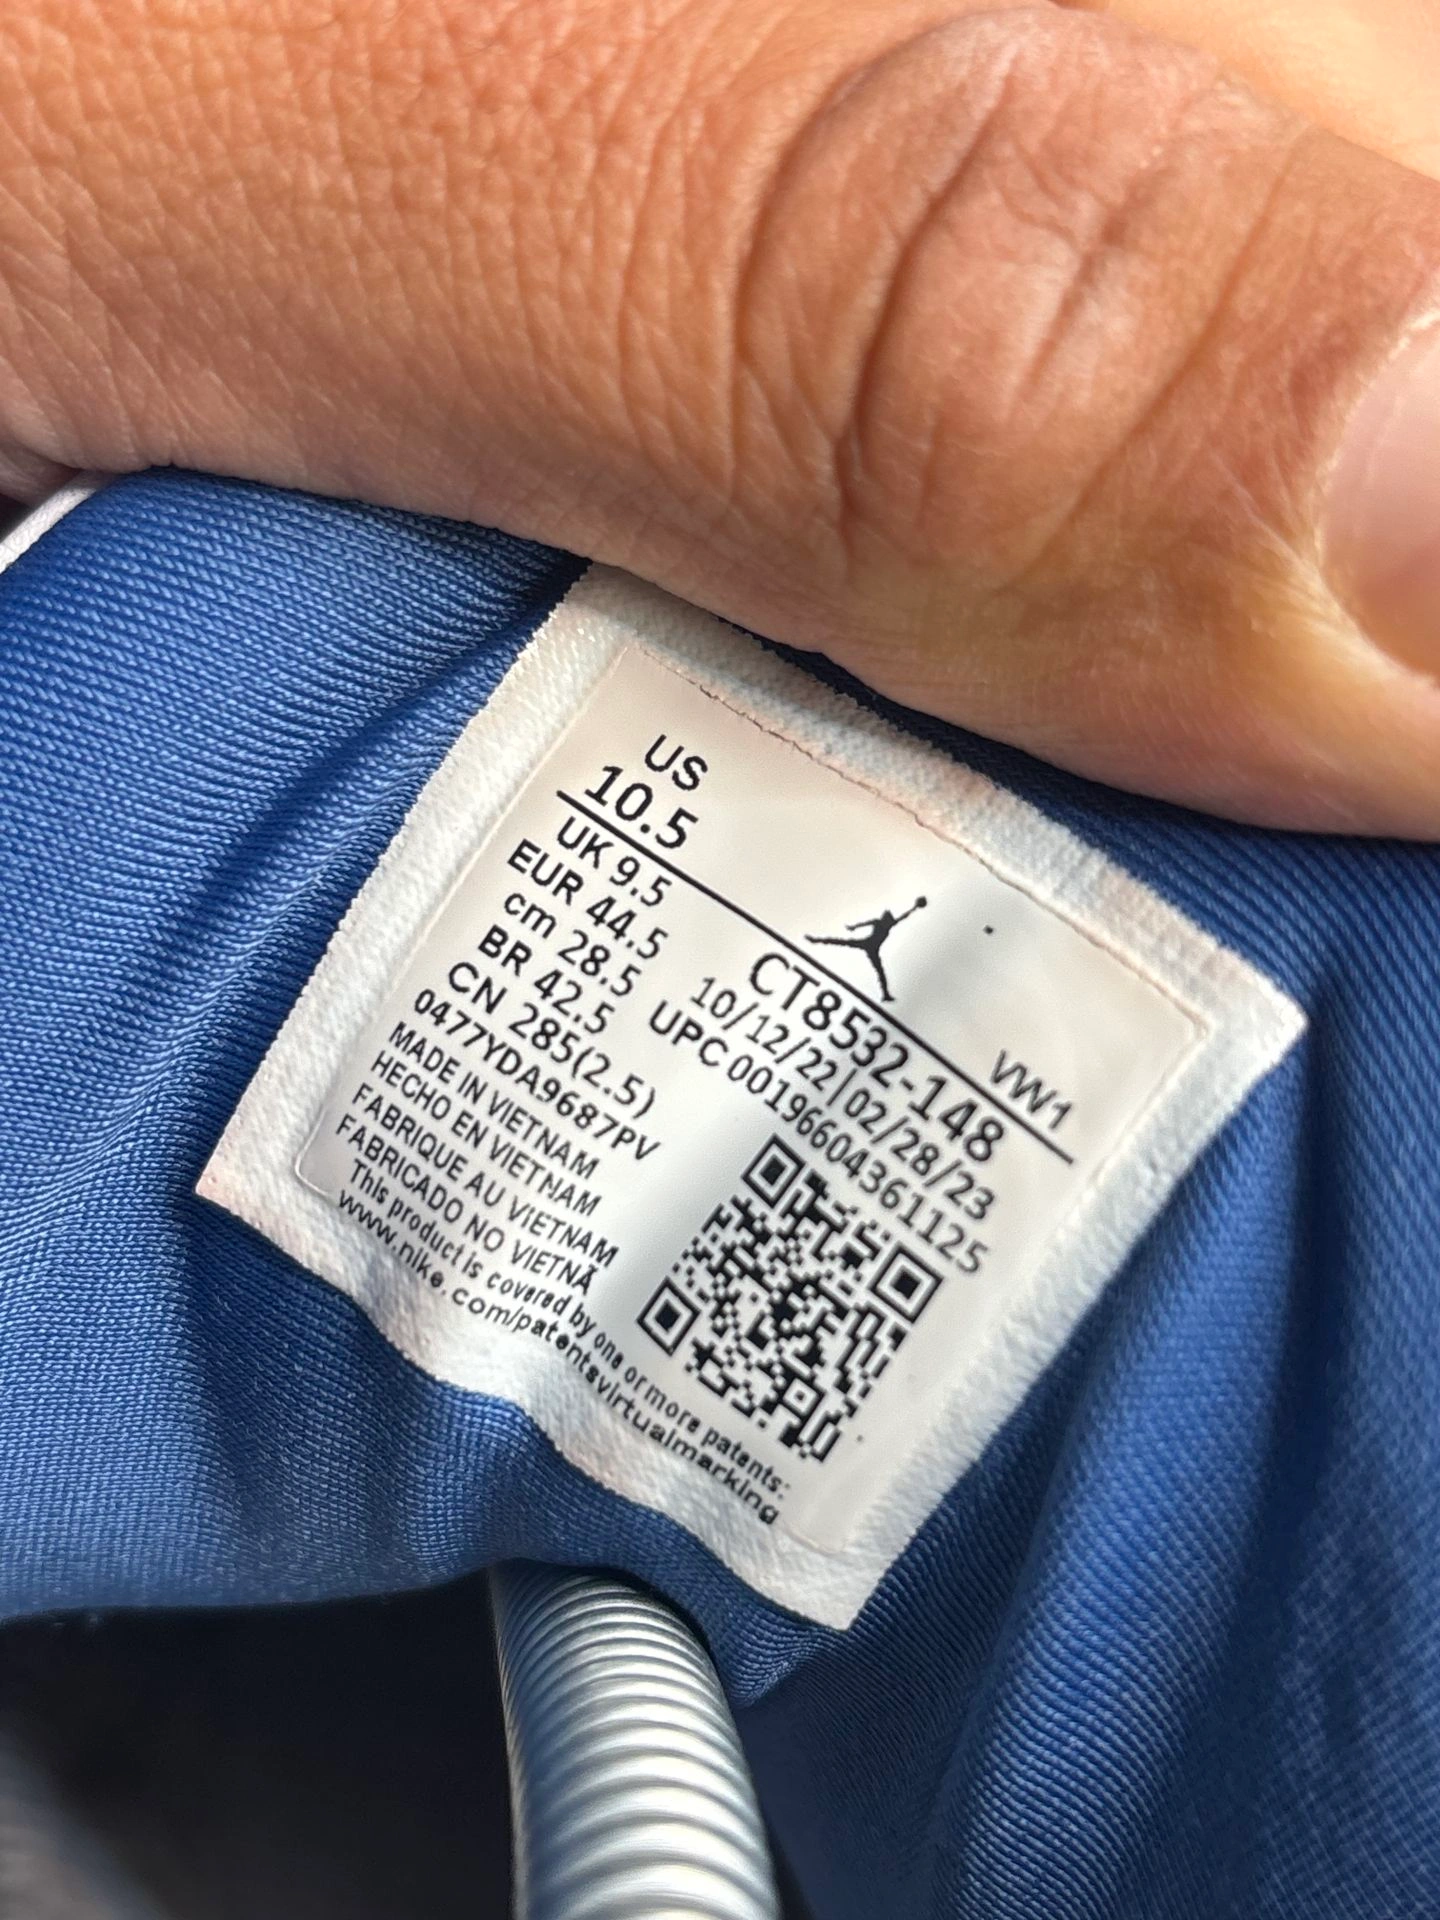 US
10.5
UK 9.5
EUR 44.5
cm 28.5
BR 42.5
CN 285(2.5)
0477YDA9687PV
MADE IN VIETNAM
HECHO EN VIETNAM
FABRIQUE AU VIETNAM
FABRICADO NO VIETNÃ
This product is covered by one or more patents:
www.nike.com/patentsvirtualmarking
VW1
CT8532-148
10/12/22|02/28/23
UPC 00196604361125